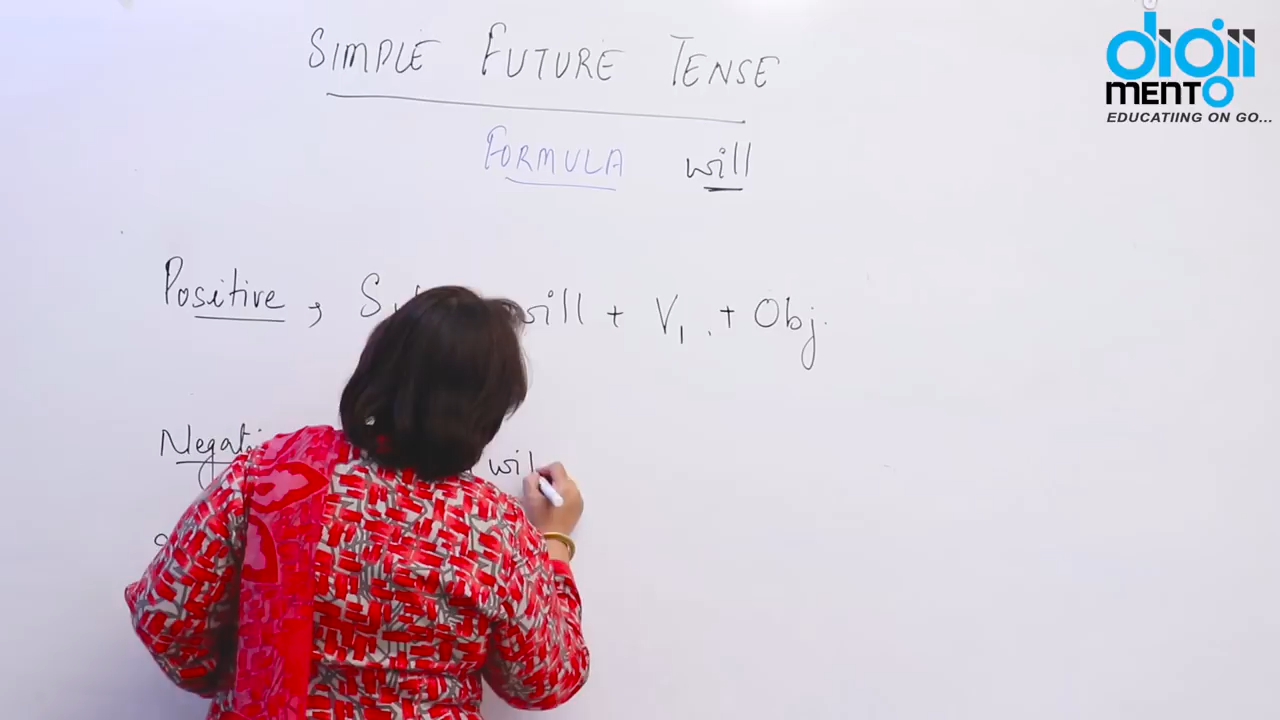 SIMPLE FUTURE TENSE
FORMULA will
Positive , will + V1 . + Obj.
wil
digii
MENTO
EDUCATIING ON GO...